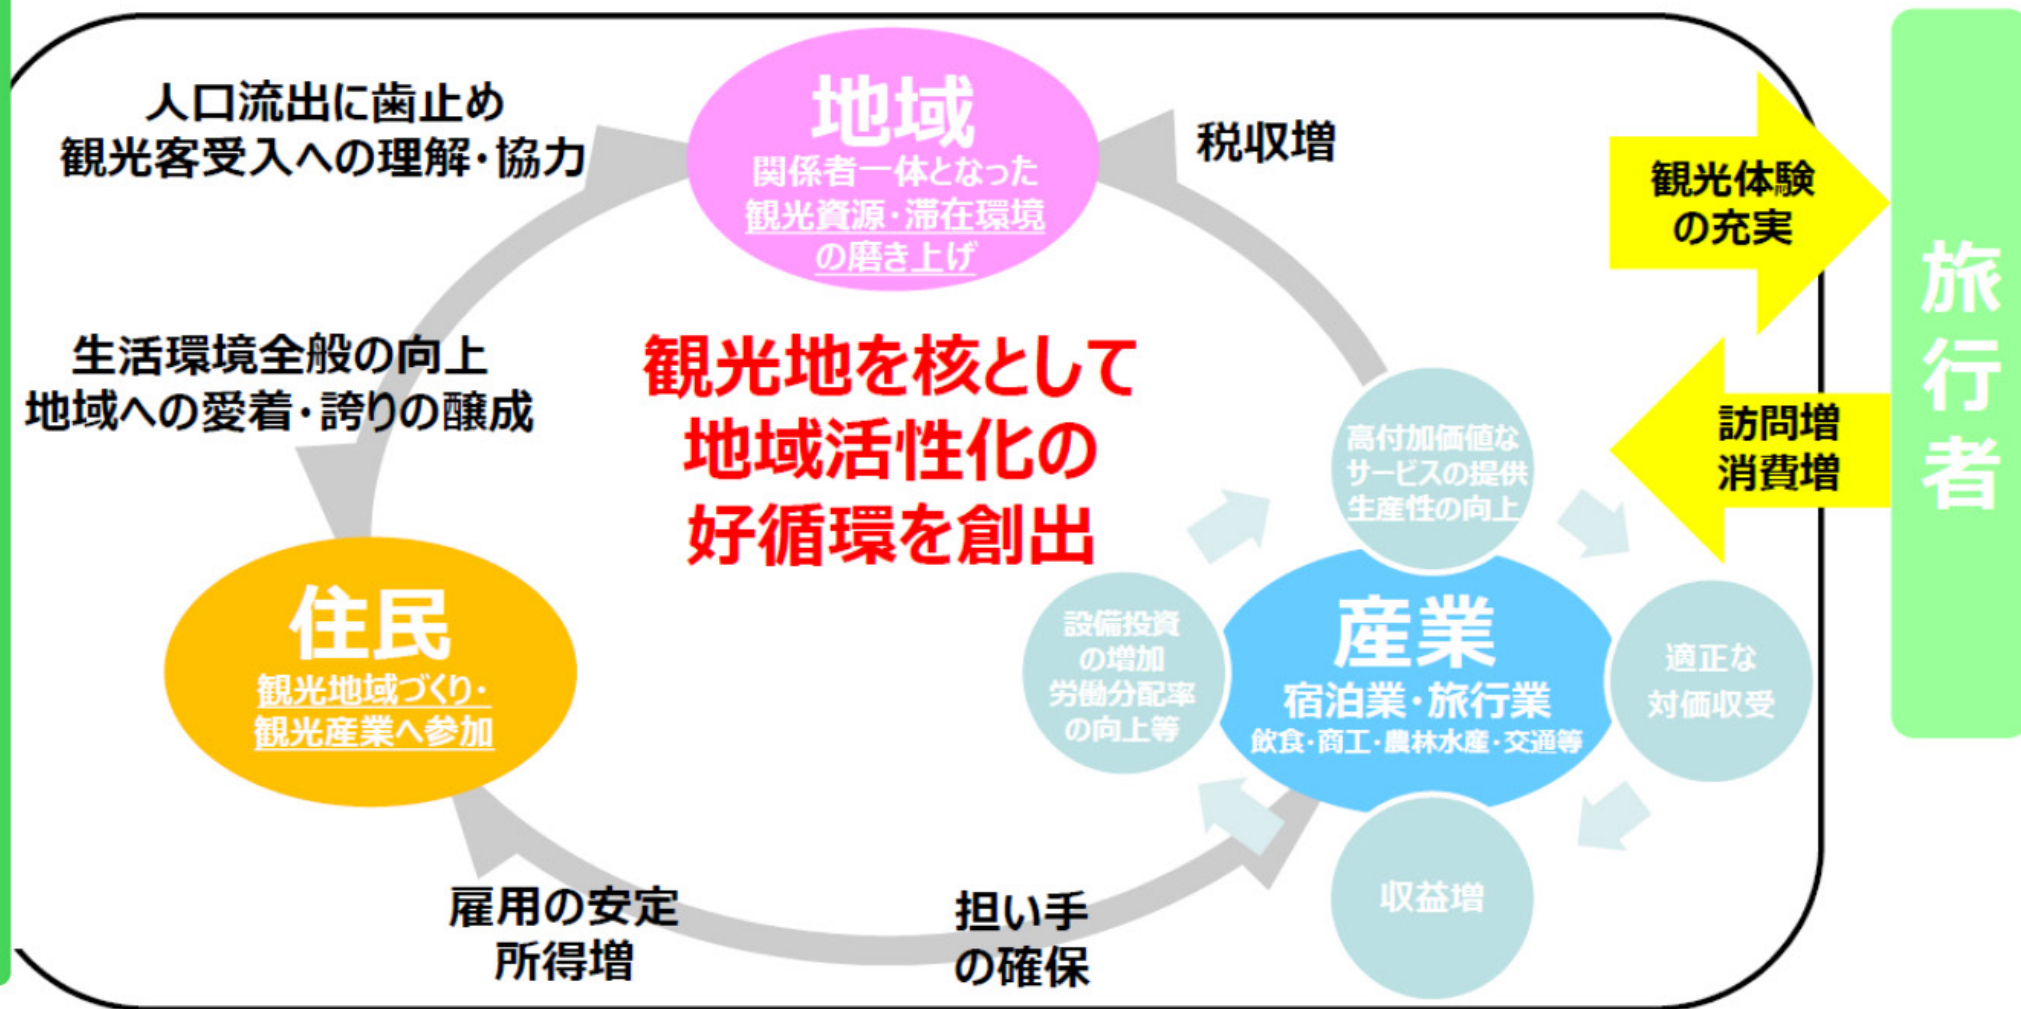 地域
関係者一体となった
観光資源・滞在環境
の磨き上げ
人口流出に歯止め
観光客受入への理解・協力
税収増
観光体験
の充実
旅行者
生活環境全般の向上
地域への愛着・誇りの醸成
観光地を核として
地域活性化の
好循環を創出
訪問増
消費増
高付加価値な
サービスの提供
生産性の向上
住民
観光地域づくり・
観光産業へ参加
設備投資
の増加
労働分配率
の向上等
産業
宿泊業・旅行業
飲食・商工・農林水産・交通等
適正な
対価収受
収益増
雇用の安定
所得増
担い手
の確保